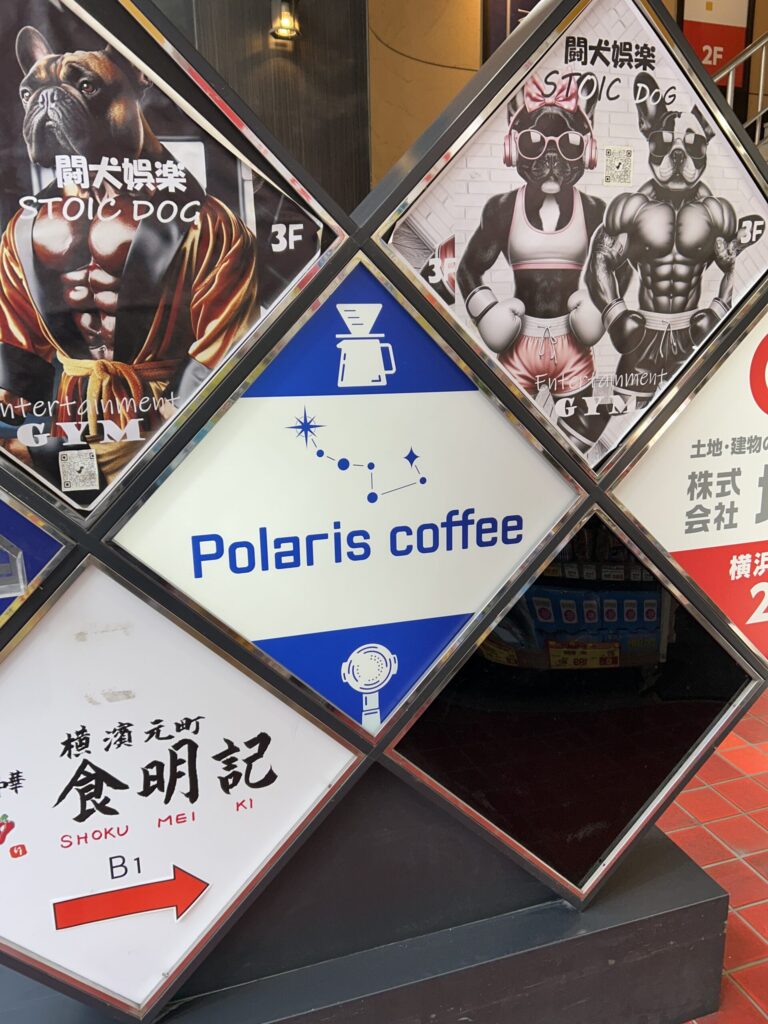 闘犬娯楽
STOIC DOG
3F
Entertainment
GYM
2F
闘犬娯楽
STOIC DOG
3F
3F
Entertainment
GYM
Polaris coffee
土地・建物の
株式
会社
横浜
2
華
横濱元町
食明記
SHOKU MEI KI
B1